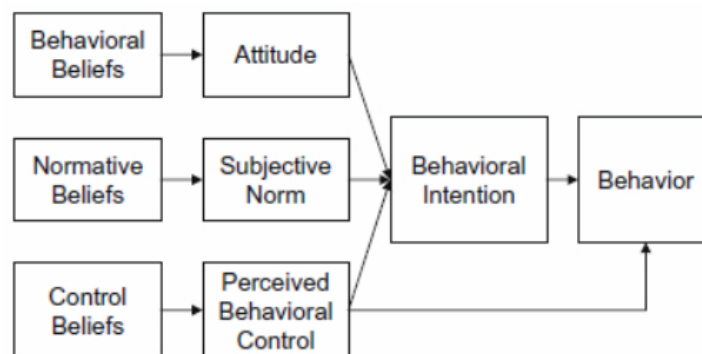 Behavioral
Beliefs
Attitude
Normative
Beliefs
Subjective
Norm
Behavioral
Intention
Behavior
Control
Beliefs
Perceived
Behavioral
Control